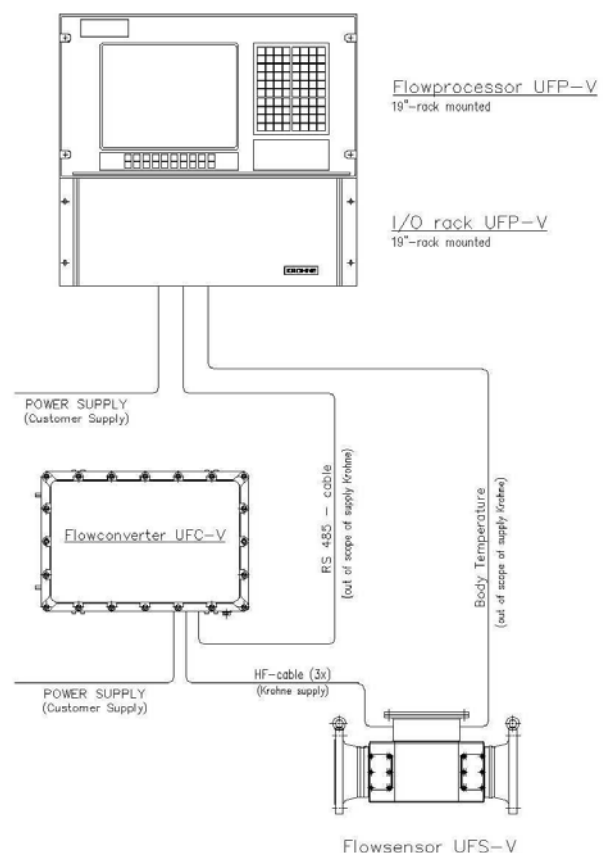 Flowprocessor UFP-V
19"-rack mounted
I/O rack UFP-V
19"-rack mounted
KROHNE
POWER SUPPLY
(Customer Supply)
RS 485 - cable
(out of scope of supply Krohne)
Body Temperature
(out of scope of supply Krohne)
Flowconverter UFC-V
HF-cable (3x)
(Krohne supply)
POWER SUPPLY
(Customer Supply)
Flowsensor UFS-V